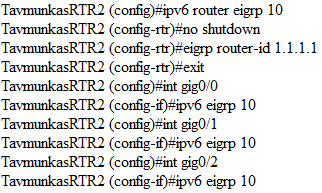 TavmunkasRTR2 (config)#ipv6 router eigrp 10
TavmunkasRTR2 (config-rtr)#no shutdown
TavmunkasRTR2 (config-rtr)#eigrp router-id 1.1.1.1
TavmunkasRTR2 (config-rtr)#exit
TavmunkasRTR2 (config)#int gig0/0
TavmunkasRTR2 (config-if)#ipv6 eigrp 10
TavmunkasRTR2 (config)#int gig0/1
TavmunkasRTR2 (config-if)#ipv6 eigrp 10
TavmunkasRTR2 (config)#int gig0/2
TavmunkasRTR2 (config-if)#ipv6 eigrp 10